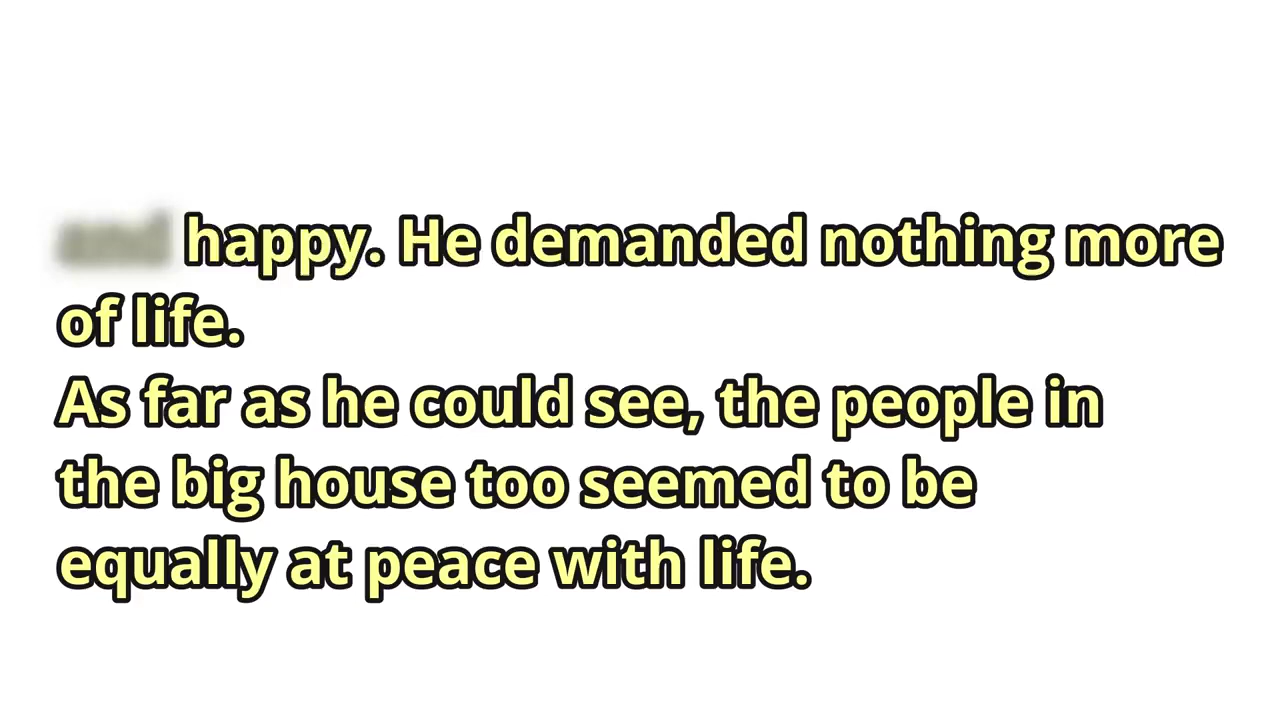 and happy. He demanded nothing more
of life.
As far as he could see, the people in
the big house too seemed to be
equally at peace with life.